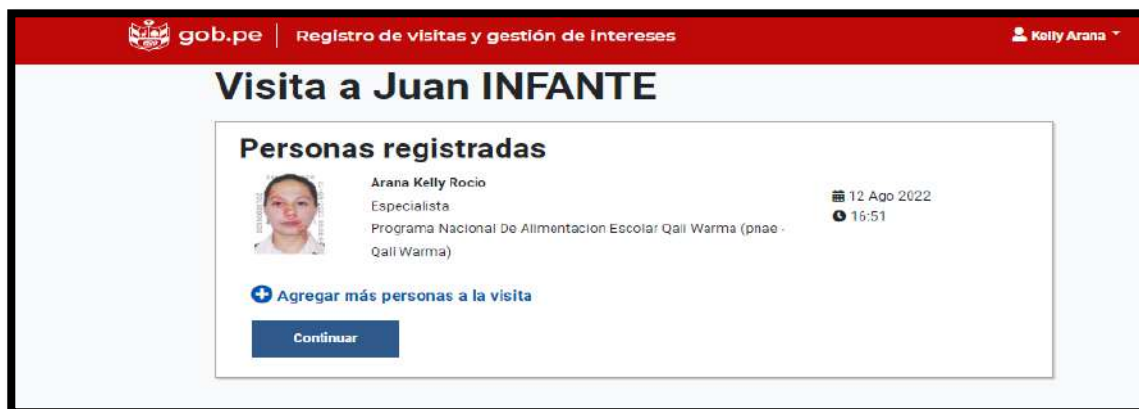 gob.pe | Registro de visitas y gestión de intereses
Kelly Arana
Visita a Juan INFANTE
Personas registradas
Arana Kelly Rocio
Especialista
Programa Nacional De Alimentacion Escolar Qali Warma (pnae -
Qali Warma)
12 Ago 2022
16:51
Agregar más personas a la visita
Continuar